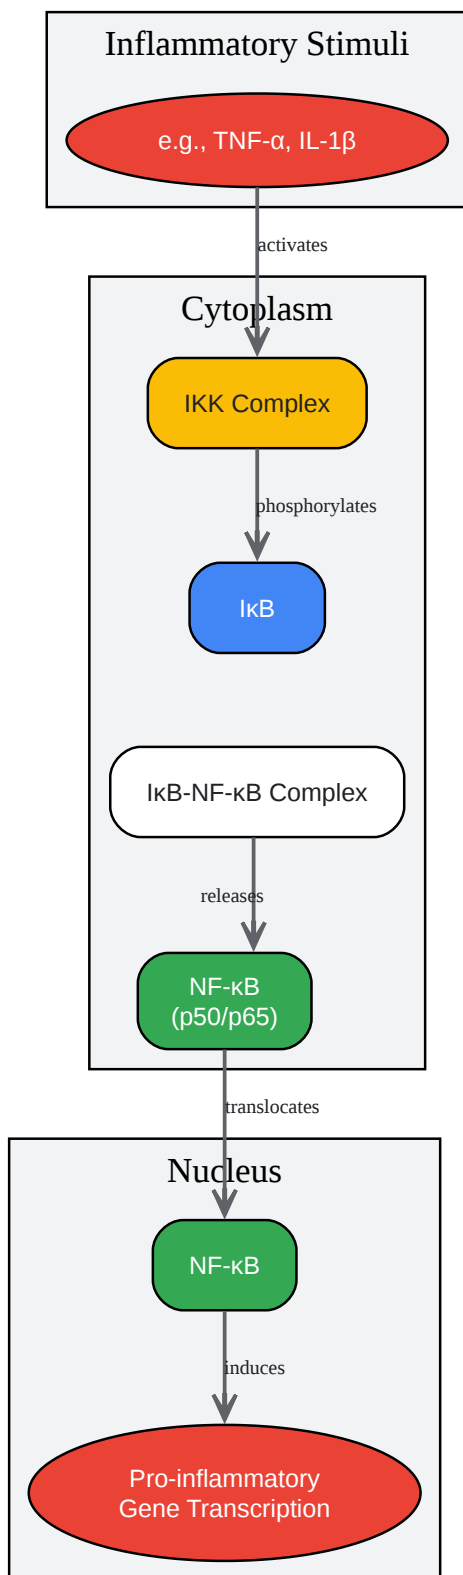 Inflammatory Stimuli
e.g., TNF-α, IL-1β
activates
Cytoplasm
IKK Complex
phosphorylates
IκB
IκB-NF-κB Complex
releases
NF-κB
(p50/p65)
translocates
Nucleus
NF-κB
induces
Pro-inflammatory
Gene Transcription